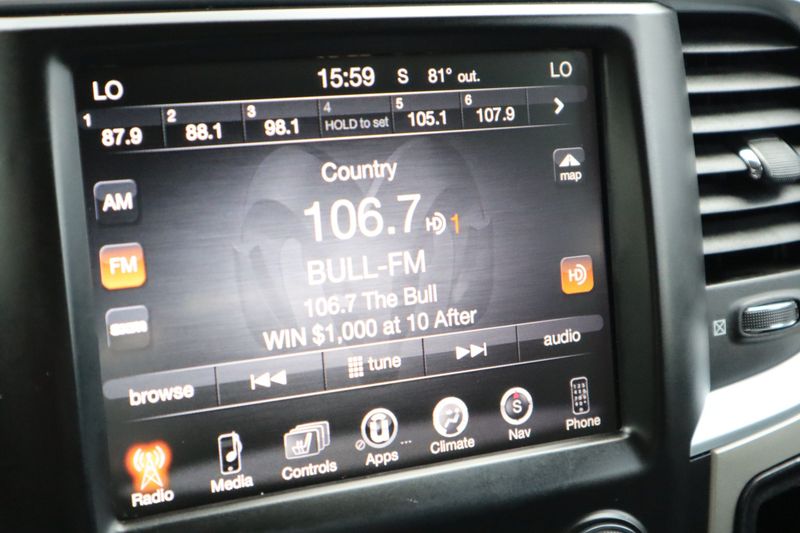 LO 15:59 S 81° out. LO
1 87.9 2 88.1 3 98.1 4 HOLD to set 5 105.1 6 107.9
Country
map
AM
106.7 HD 1
FM
BULL-FM
HD
106.7 The Bull
WIN $1,000 at 10 After
browse tune audio
Radio Media Controls Apps Climate S Nav Phone